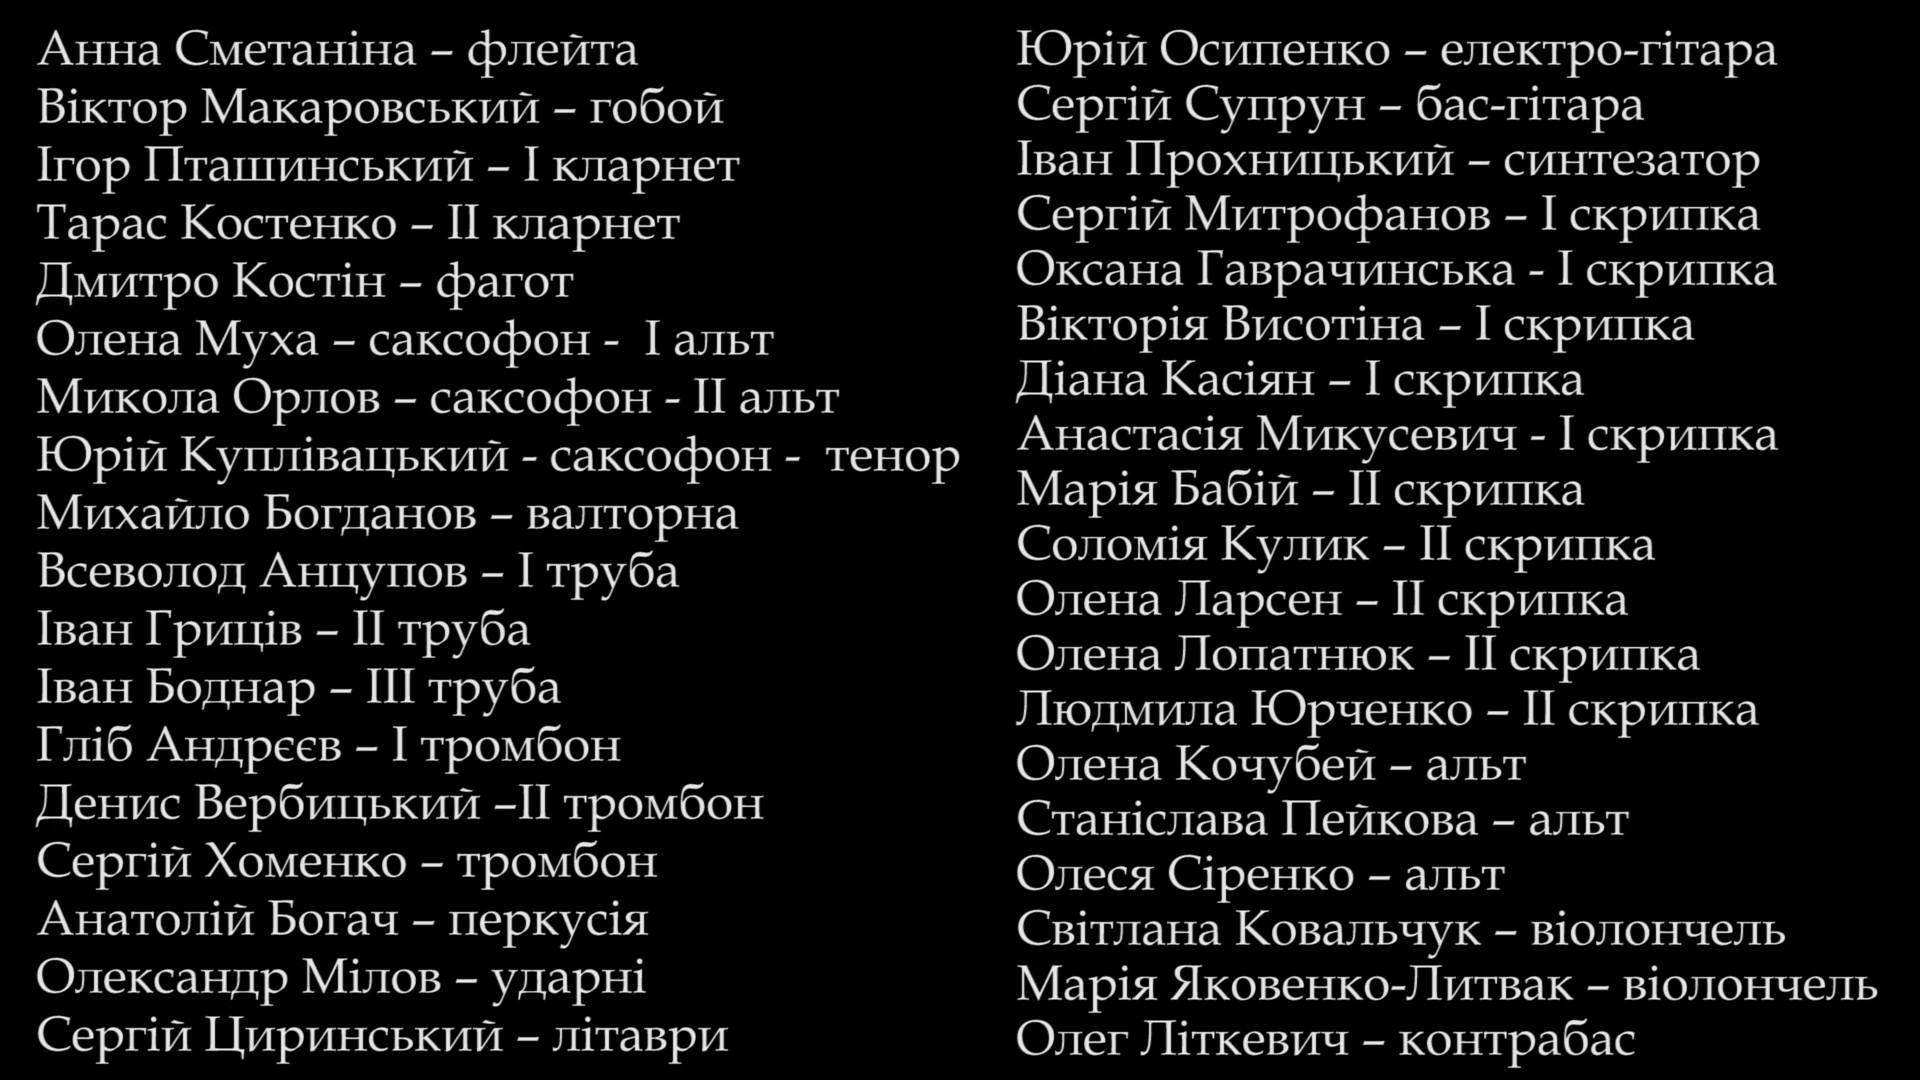 Анна Сметаніна – флейта
Віктор Макаровський – гобой
Ігор Пташинський – І кларнет
Тарас Костенко – ІІ кларнет
Дмитро Костін – фагот
Олена Муха – саксофон -  І альт
Микола Орлов – саксофон - ІІ альт
Юрій Куплівацький - саксофон -  тенор
Михайло Богданов – валторна
Всеволод Анцупов – І труба
Іван Гриців – ІІ труба
Іван Боднар – ІІІ труба
Гліб Андрєєв – І тромбон
Денис Вербицький –ІІ тромбон
Сергій Хоменко – тромбон
Анатолій Богач – перкусія
Олександр Мілов – ударні
Сергій Циринський – літаври
Юрій Осипенко – електро-гітара
Сергій Супрун – бас-гітара
Іван Прохницький – синтезатор
Сергій Митрофанов – І скрипка
Оксана Гаврачинська - І скрипка
Вікторія Висотіна – І скрипка
Діана Касіян – І скрипка
Анастасія Микусевич - І скрипка
Марія Бабій – ІІ скрипка
Соломія Кулик – ІІ скрипка
Олена Ларсен – ІІ скрипка
Олена Лопатнюк – ІІ скрипка
Людмила Юрченко – ІІ скрипка
Олена Кочубей – альт
Станіслава Пейкова – альт
Олеся Сіренко – альт
Світлана Ковальчук – віолончель
Марія Яковенко-Литвак – віолончель
Олег Літкевич – контрабас